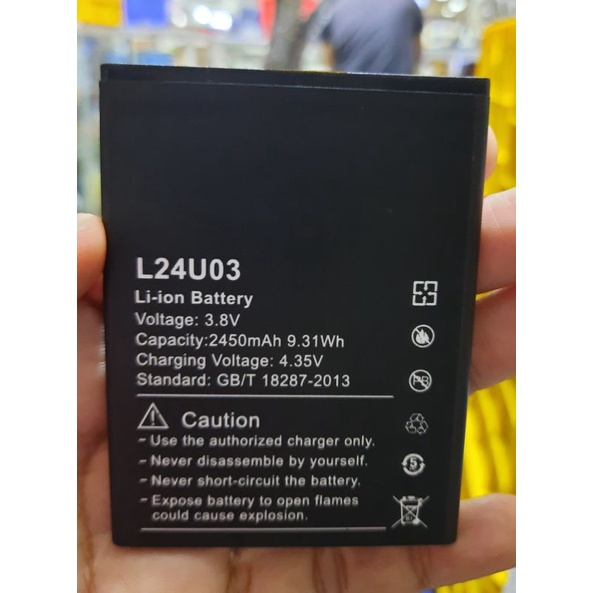 L24U03
Li-ion Battery
Voltage: 3.8V
Capacity:2450mAh 9.31Wh
Charging Voltage: 4.35V
Standard: GB/T 18287-2013
Caution
- Use the authorized charger only.
- Never disassemble by yourself.
- Never short-circuit the battery.
- Expose battery to open flames
could cause explosion.
5